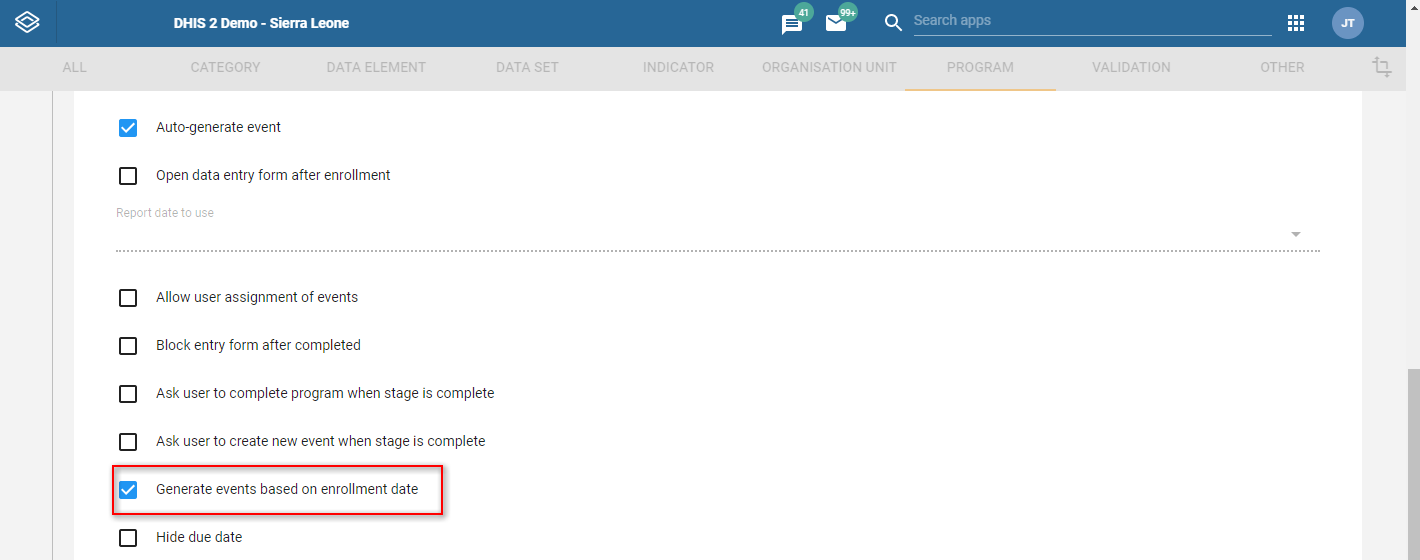 DHIS 2 Demo - Sierra Leone
41
99+
Search apps
JT
ALL CATEGORY DATA ELEMENT DATA SET INDICATOR ORGANISATION UNIT PROGRAM VALIDATION OTHER
Auto-generate event
Open data entry form after enrollment
Report date to use
Allow user assignment of events
Block entry form after completed
Ask user to complete program when stage is complete
Ask user to create new event when stage is complete
Generate events based on enrollment date
Hide due date